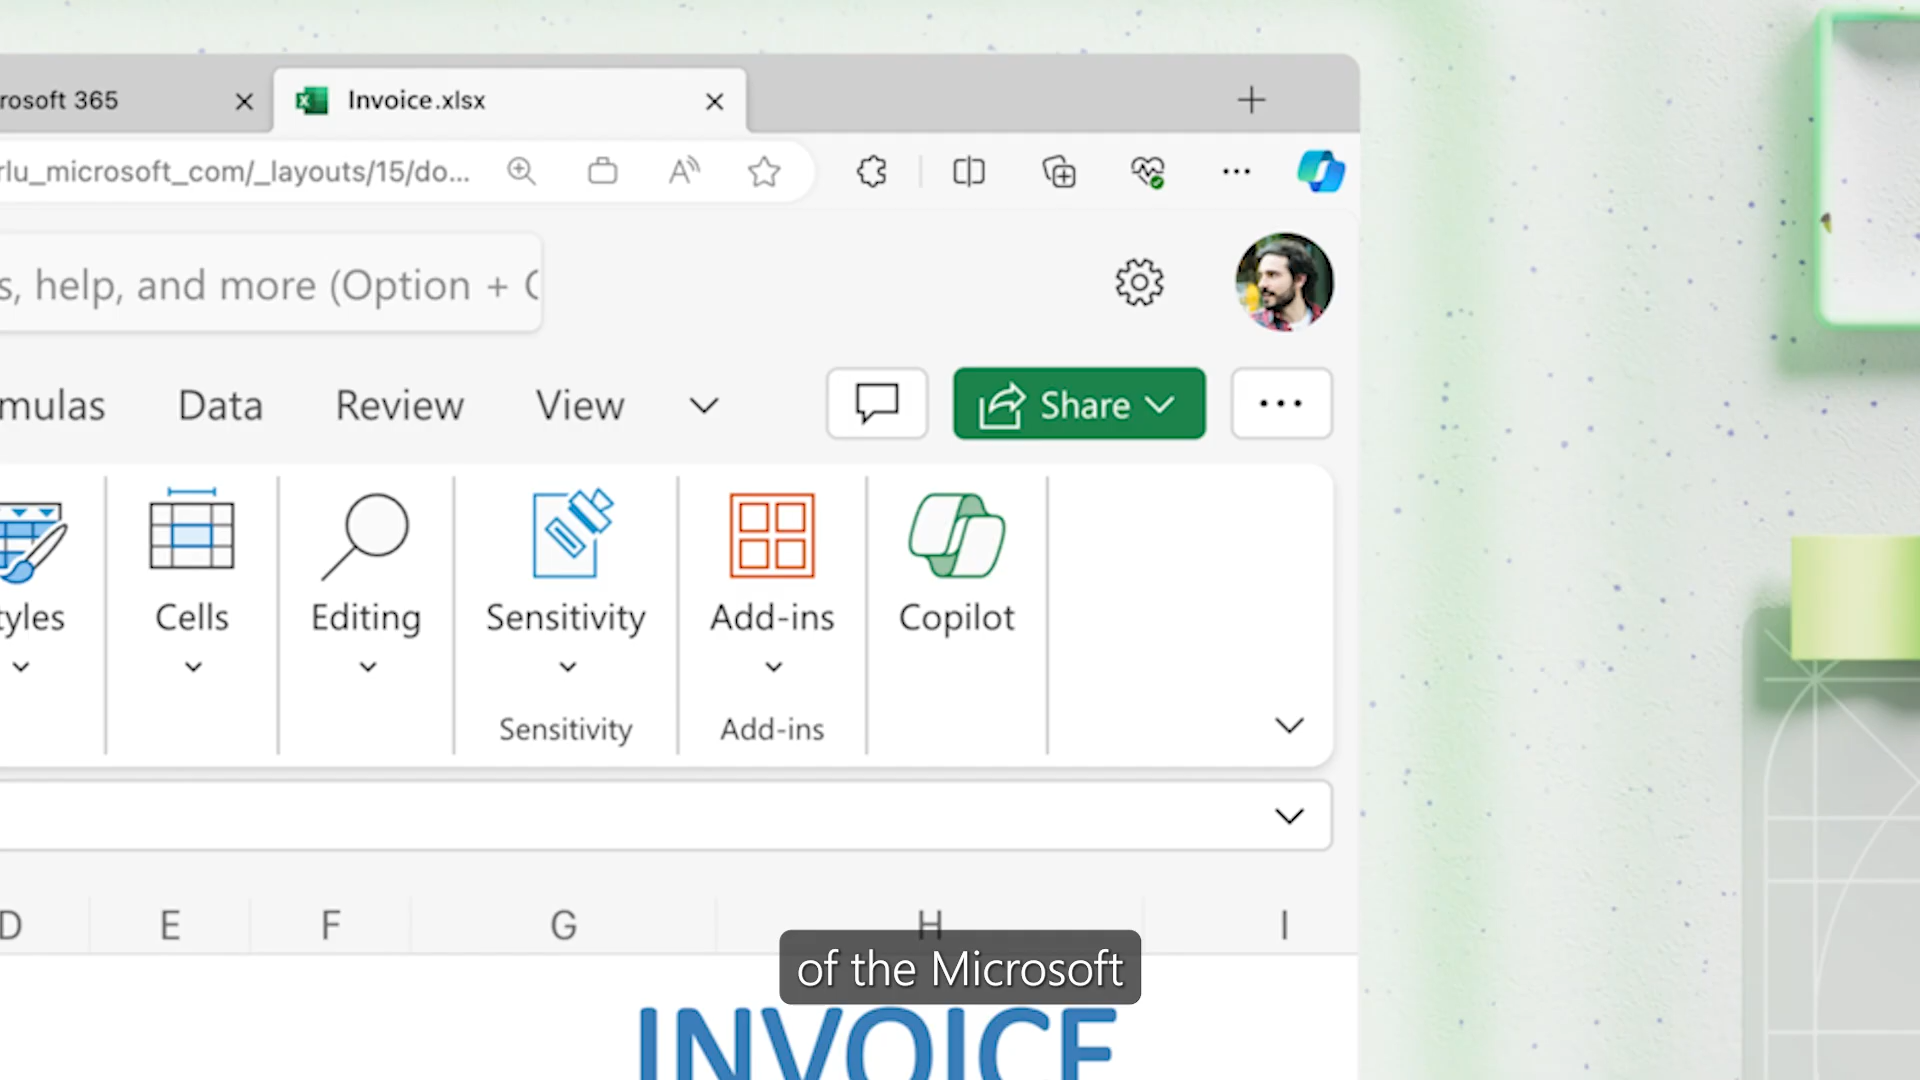 rosoft 365
Invoice.xlsx
rlu_microsoft_com/_layouts/15/do...
s, help, and more (Option +
mulas Data Review View Share
tyles Cells Editing Sensitivity Add-ins Copilot
Sensitivity Add-ins
D E F G H I
of the Microsoft
INVOICE